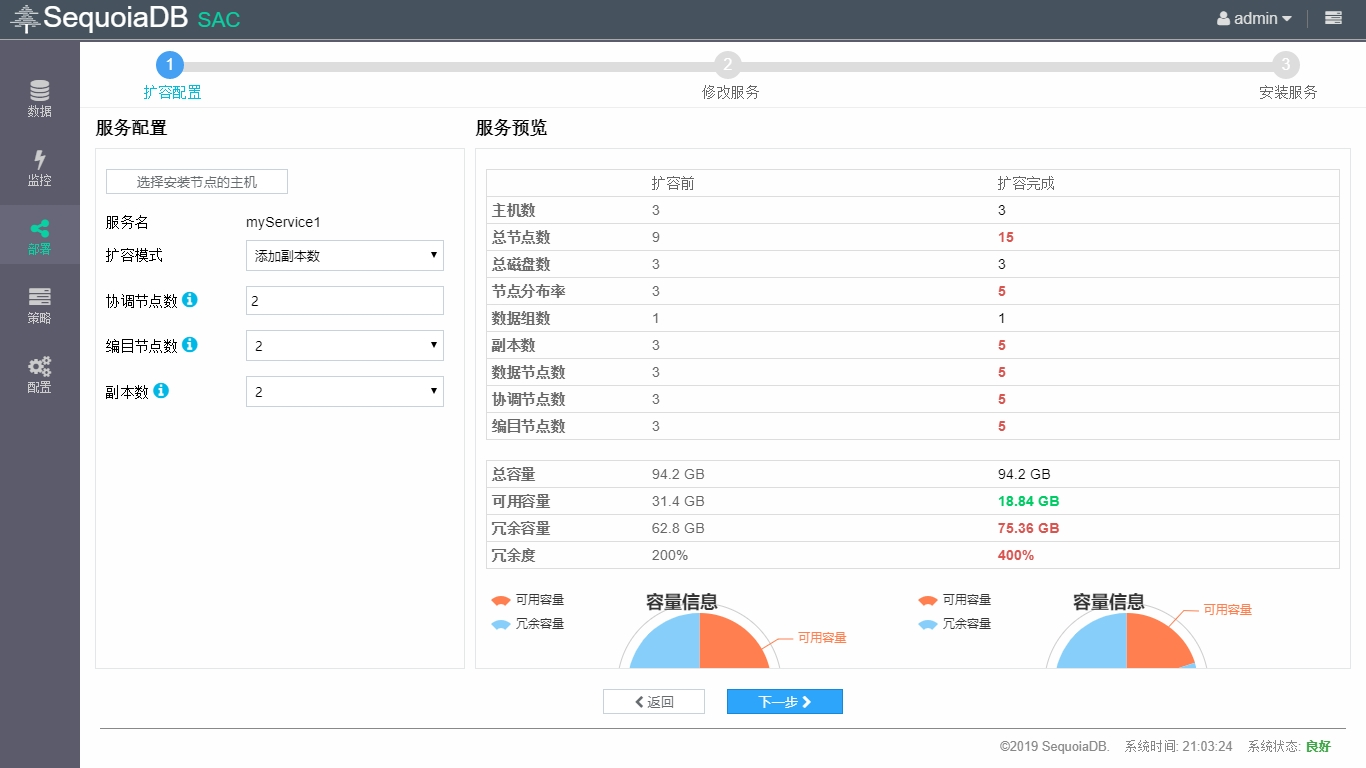 SequoiaDB SAC
admin
1
2
3
扩容配置
修改服务
安装服务
数据
监控
部署
策略
配置
服务配置
选择安装节点的主机
服务名 myService1
扩容模式 添加副本数
协调节点数 2
编目节点数 2
副本数 2
服务预览
扩容前 扩容完成
主机数 3 3
总节点数 9 15
总磁盘数 3 3
节点分布率 3 5
数据组数 1 1
副本数 3 5
数据节点数 3 5
协调节点数 3 5
编目节点数 3 5
总容量 94.2 GB 94.2 GB
可用容量 31.4 GB 18.84 GB
冗余容量 62.8 GB 75.36 GB
冗余度 200% 400%
可用容量
冗余容量
容量信息
可用容量
可用容量
冗余容量
容量信息
可用容量
返回
下一步
©2019 SequoiaDB. 系统时间: 21:03:24 系统状态: 良好